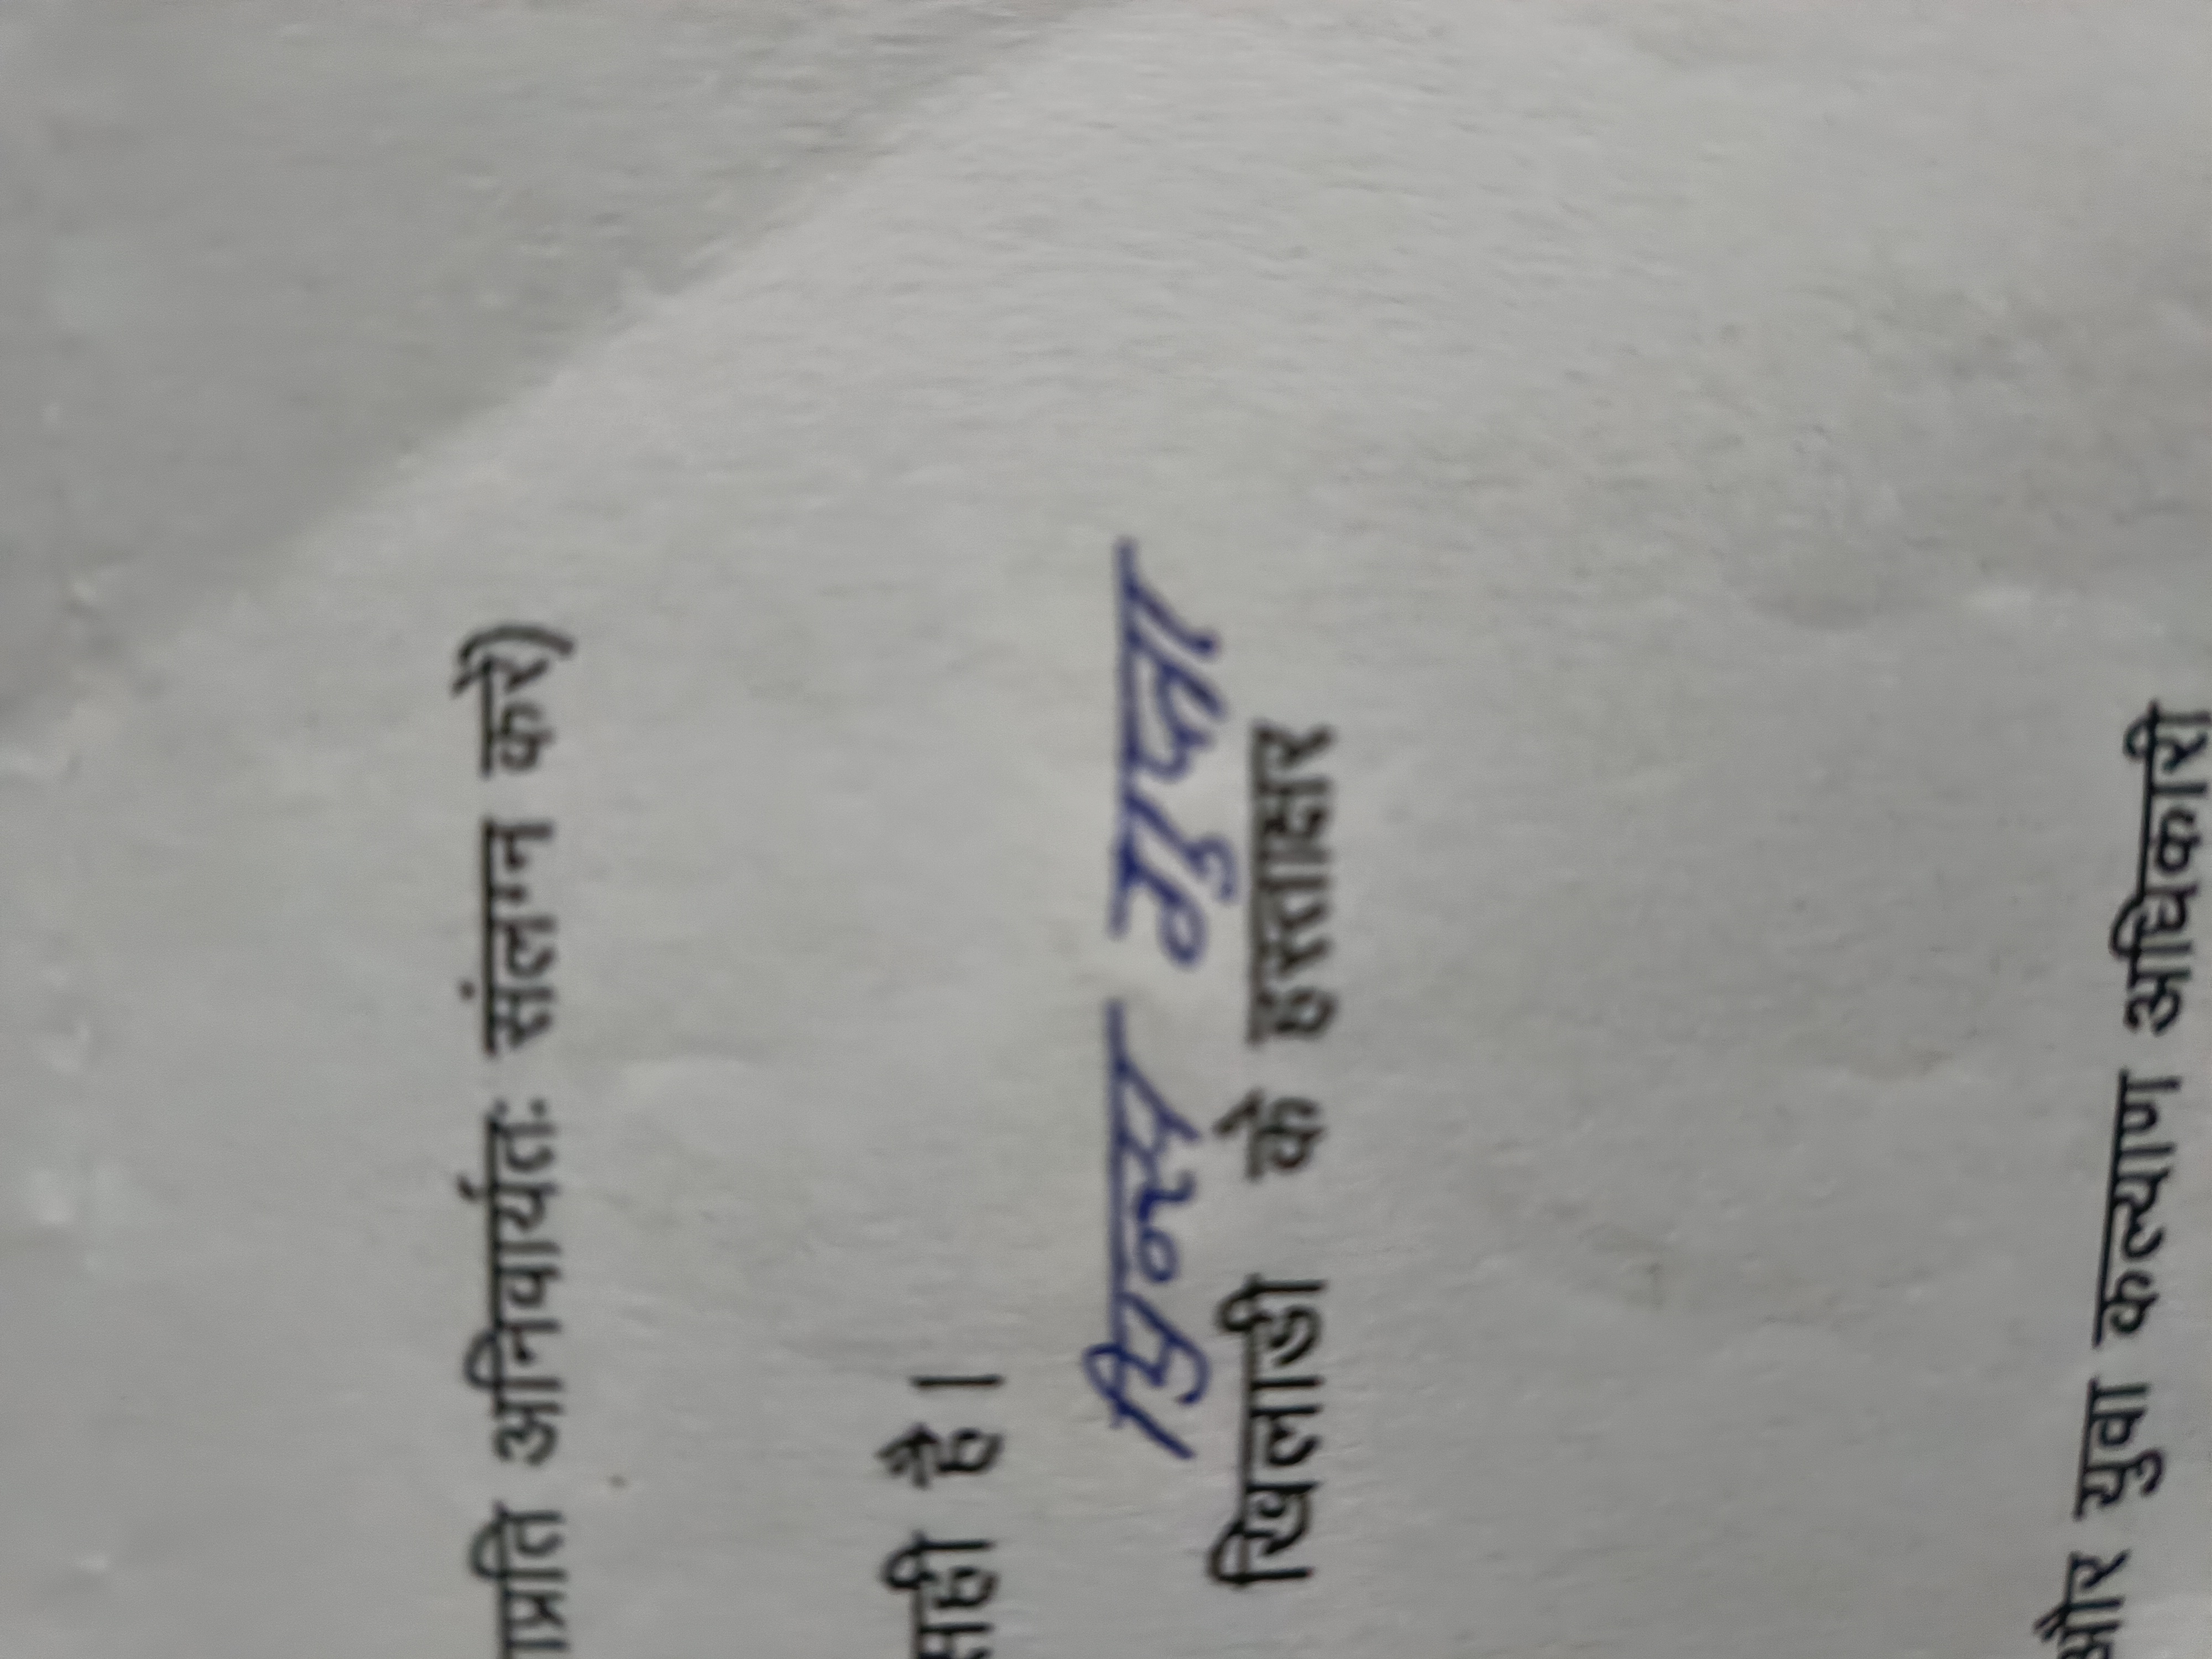 प्रति अनिवार्यतः संलग्न करे)
सही है।
प्रिन्स गुप्ता
खिलाडी के हस्ताक्षर
और युवा कल्याण अधिकारी